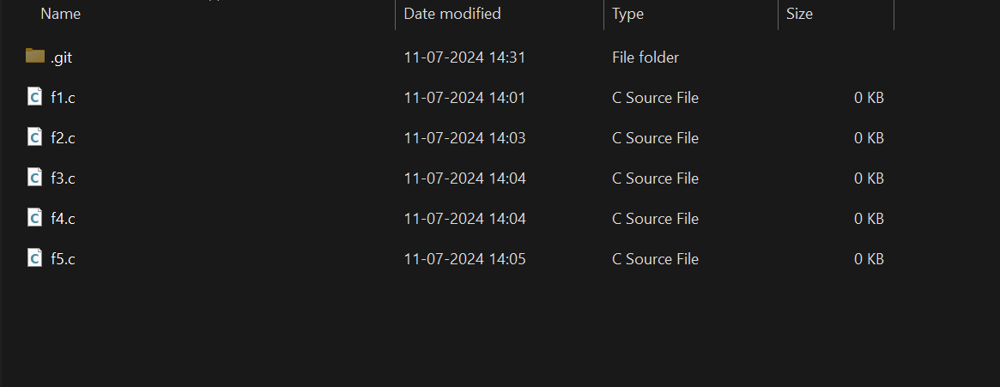 Name Date modified Type Size
.git 11-07-2024 14:31 File folder
f1.c 11-07-2024 14:01 C Source File 0 KB
f2.c 11-07-2024 14:03 C Source File 0 KB
f3.c 11-07-2024 14:04 C Source File 0 KB
f4.c 11-07-2024 14:04 C Source File 0 KB
f5.c 11-07-2024 14:05 C Source File 0 KB